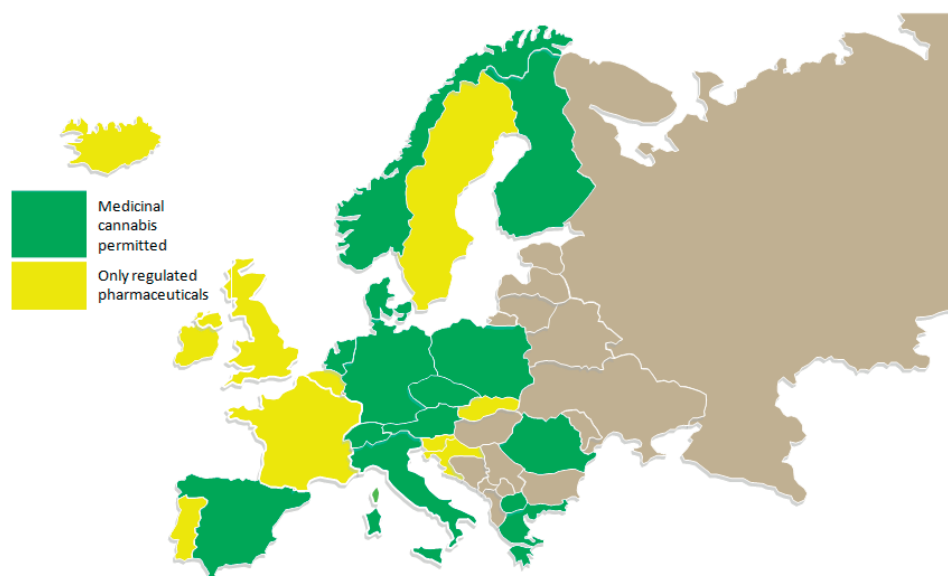 Medicinal
cannabis
permitted
Only regulated
pharmaceuticals